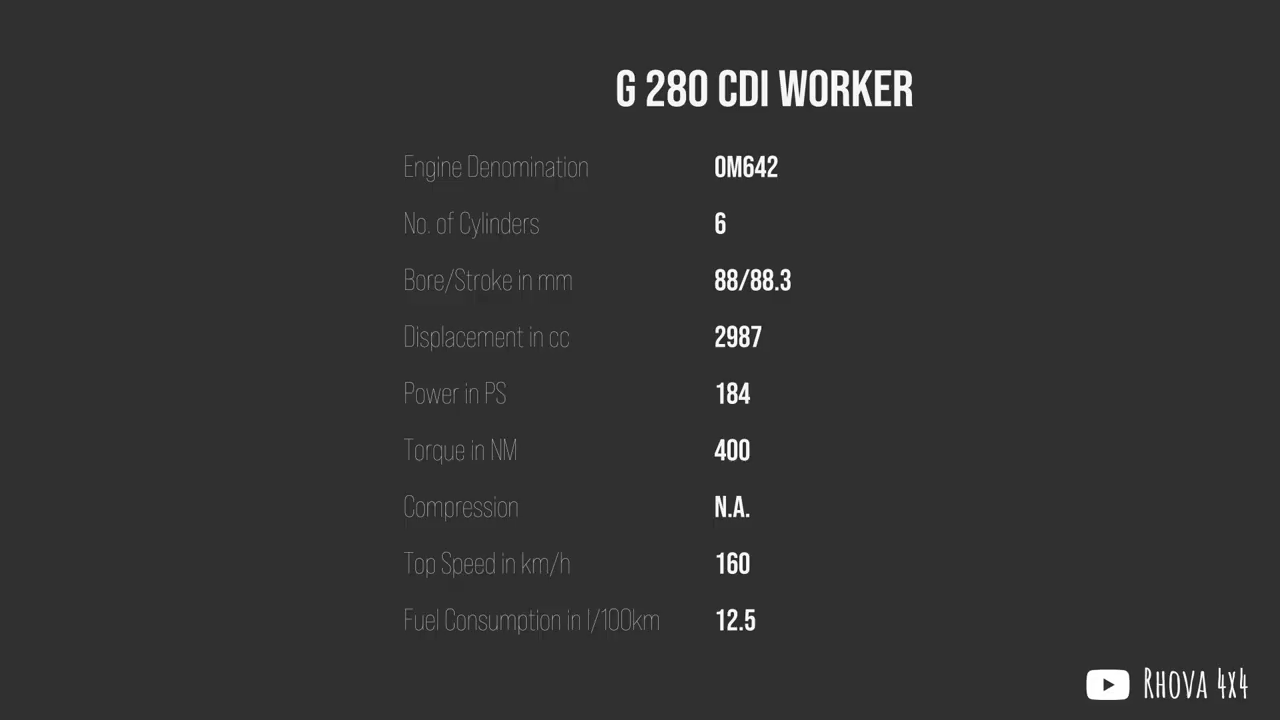 G 280 CDI WORKER
Engine Denomination OM642
No. of Cylinders 6
Bore/Stroke in mm 88/88.3
Displacement in cc 2987
Power in PS 184
Torque in NM 400
Compression N.A.
Top Speed in km/h 160
Fuel Consumption in l/100km 12.5
Rhova 4x4